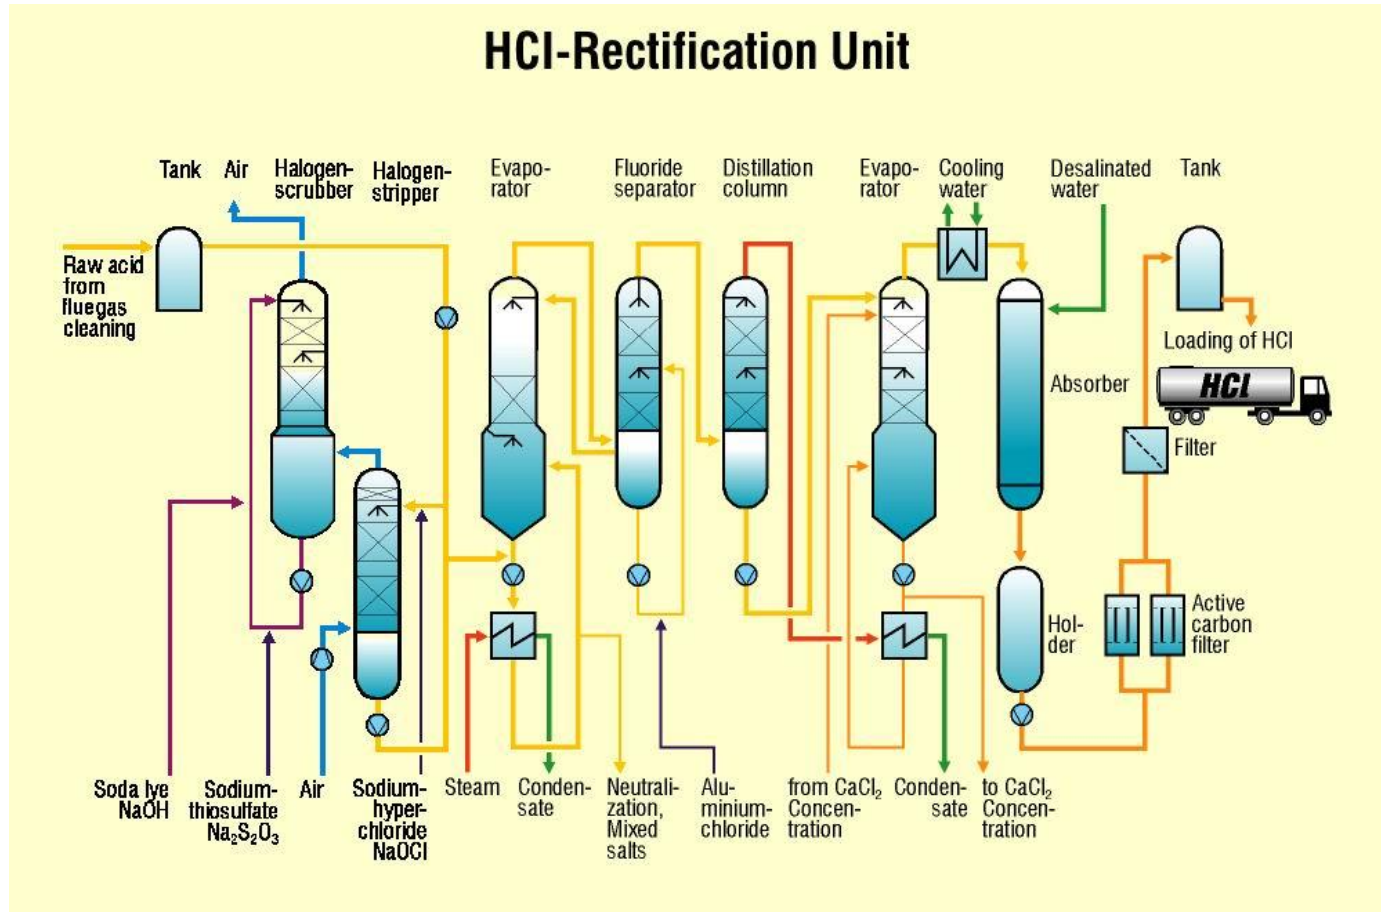 HCl-Rectification Unit
Tank
Air
Halogen-
scrubber
Halogen-
stripper
Evapo-
rator
Fluoride
separator
Distillation
column
Evapo-
rator
Cooling
water
Desalinated
water
Tank
Raw acid
from
fluegas
cleaning
Loading of HCl
HCl
Absorber
Filter
Active
carbon
filter
Hol-
der
Soda lye
NaOH
Sodium-
thiosulfate
Na₂S₂O₃
Air
Sodium-
hyper-
chloride
NaOCl
Steam
Conden-
sate
Neutrali-
zation,
Mixed
salts
Alu-
minium-
chloride
from CaCl₂
Concen-
tration
Conden-
sate
to CaCl₂
Concen-
tration